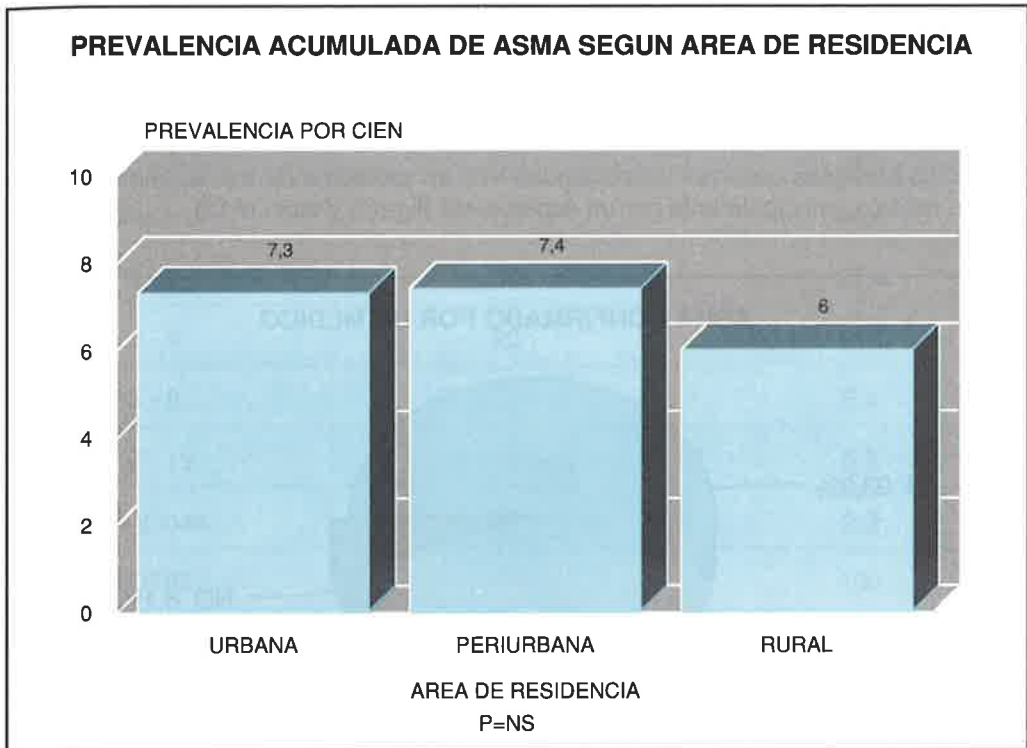 PREVALENCIA ACUMULADA DE ASMA SEGUN AREA DE RESIDENCIA
PREVALENCIA POR CIEN
10
8
6
4
2
0
7,3
7,4
6
URBANA
PERIURBANA
RURAL
AREA DE RESIDENCIA
P=NS